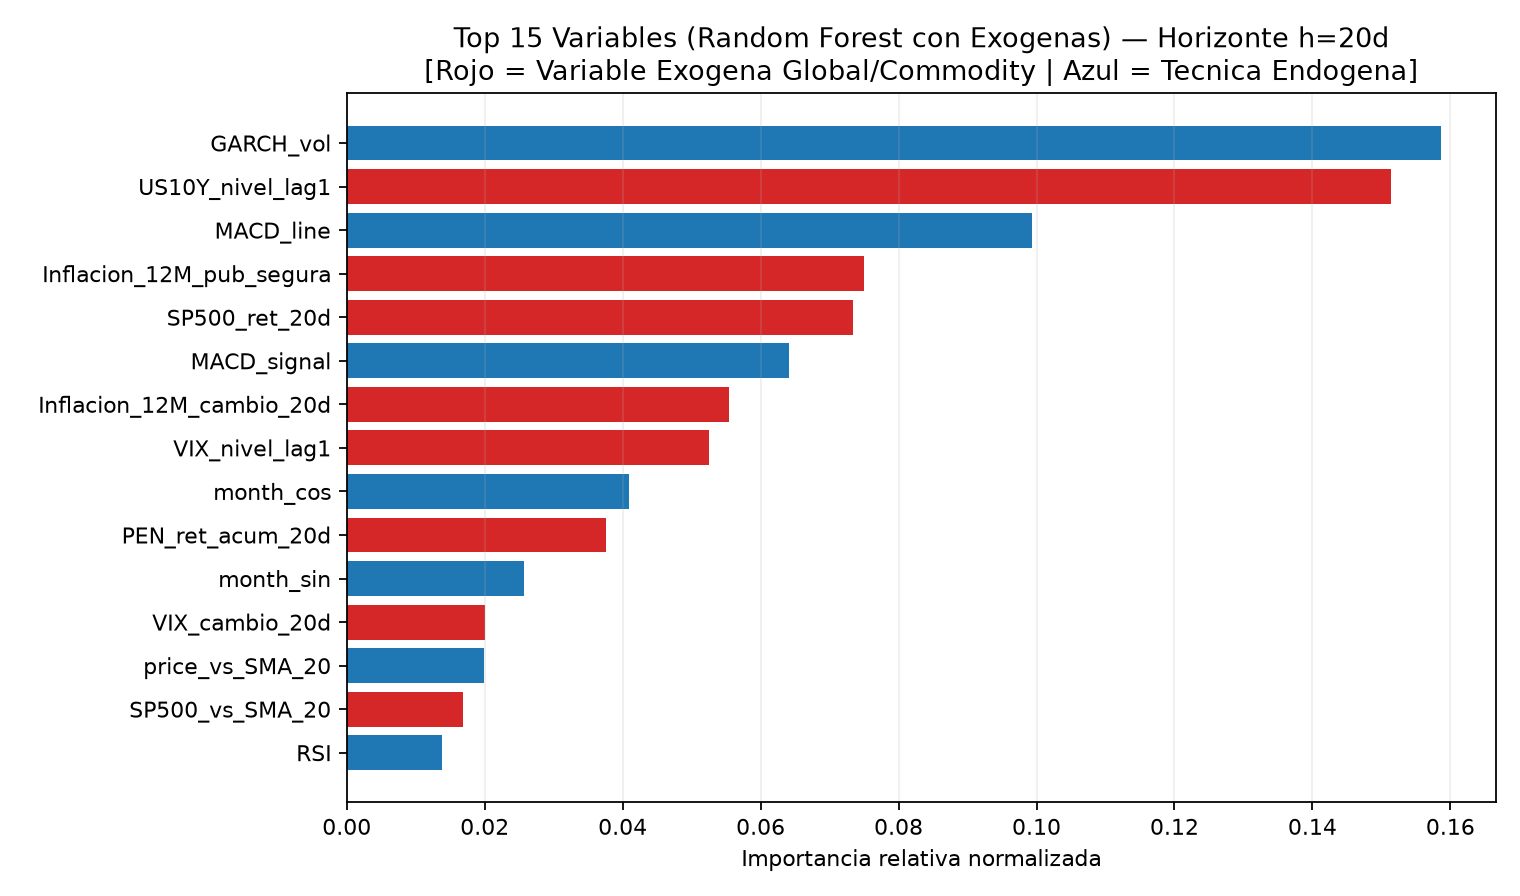 Top 15 Variables (Random Forest con Exogenas) — Horizonte h=20d
[Rojo = Variable Exogena Global/Commodity | Azul = Tecnica Endogena]
GARCH_vol
US10Y_nivel_lag1
MACD_line
Inflacion_12M_pub_segura
SP500_ret_20d
MACD_signal
Inflacion_12M_cambio_20d
VIX_nivel_lag1
month_cos
PEN_ret_acum_20d
month_sin
VIX_cambio_20d
price_vs_SMA_20
SP500_vs_SMA_20
RSI
0.00 0.02 0.04 0.06 0.08 0.10 0.12 0.14 0.16
Importancia relativa normalizada